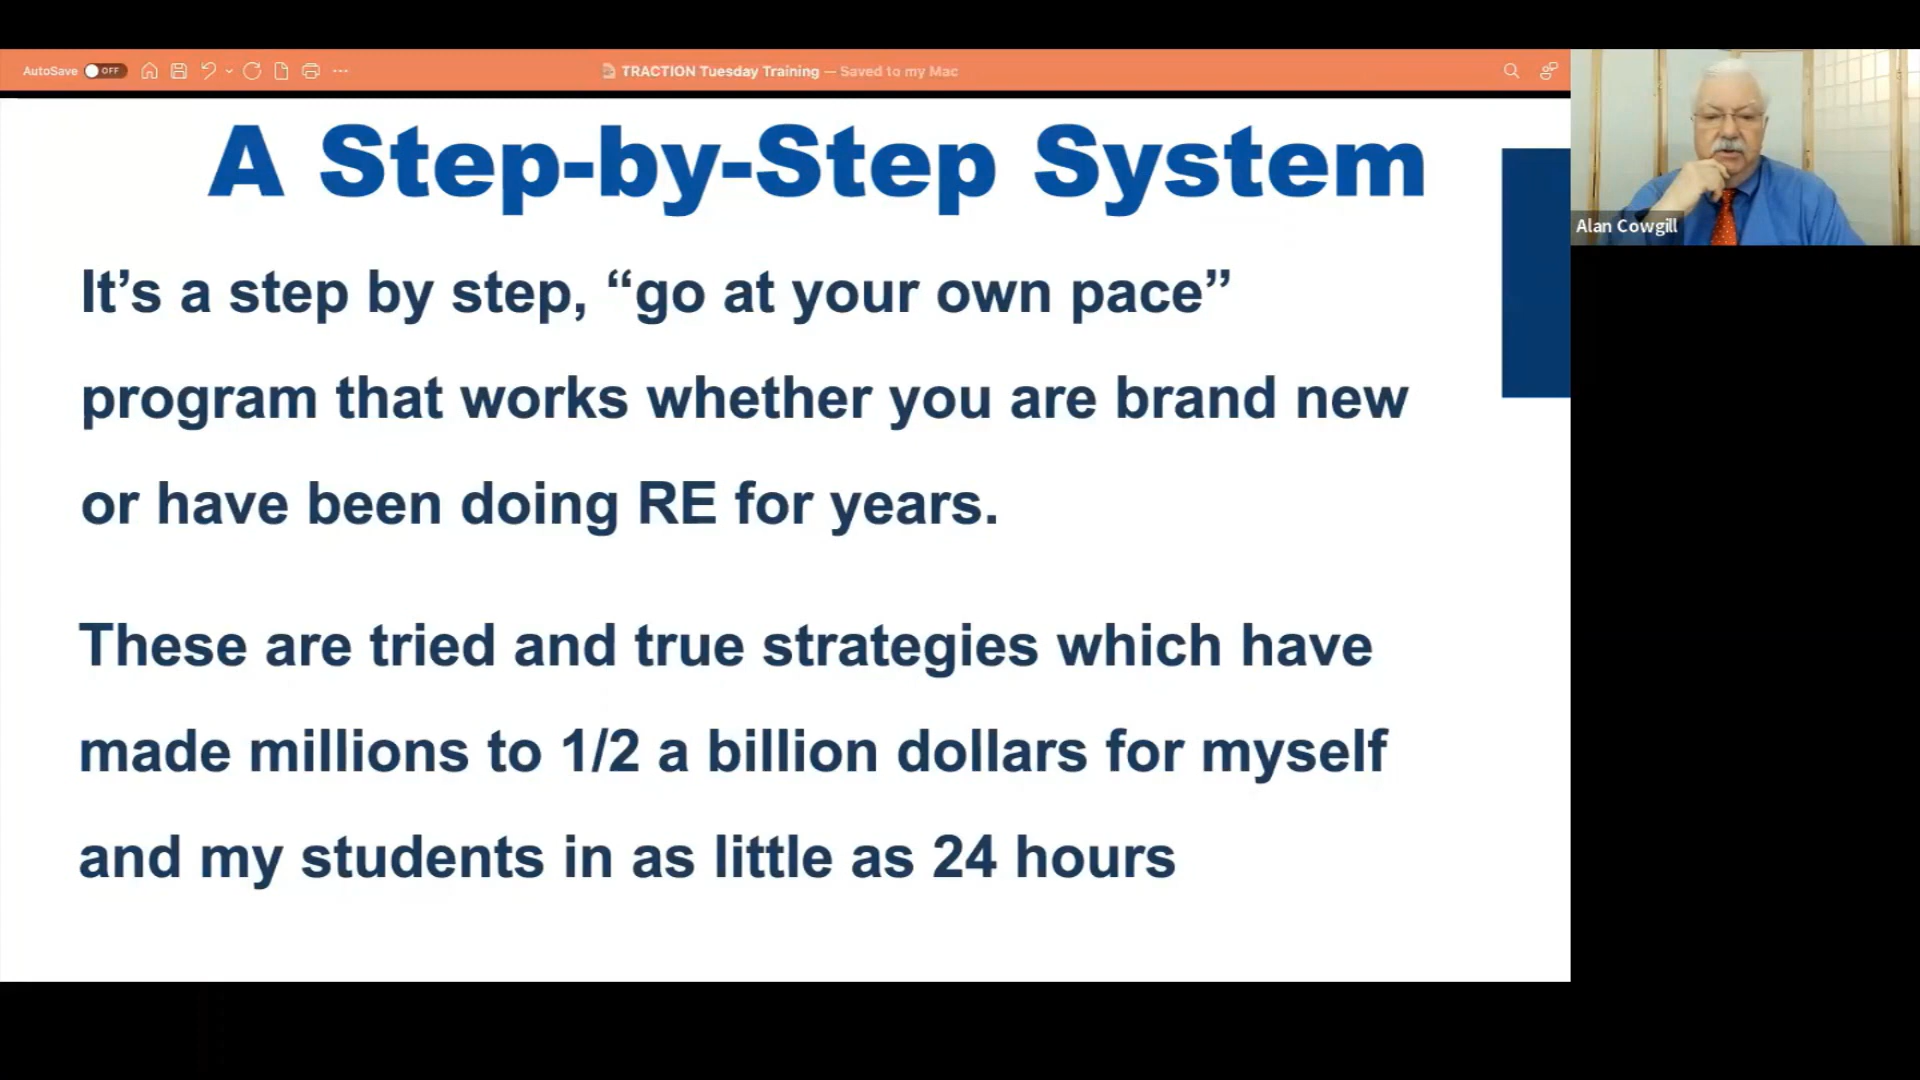 AutoSave OFF
TRACTION Tuesday Training — Saved to my Mac
A Step-by-Step System
It’s a step by step, “go at your own pace”
program that works whether you are brand new
or have been doing RE for years.
These are tried and true strategies which have
made millions to 1/2 a billion dollars for myself
and my students in as little as 24 hours
Alan Cowgill